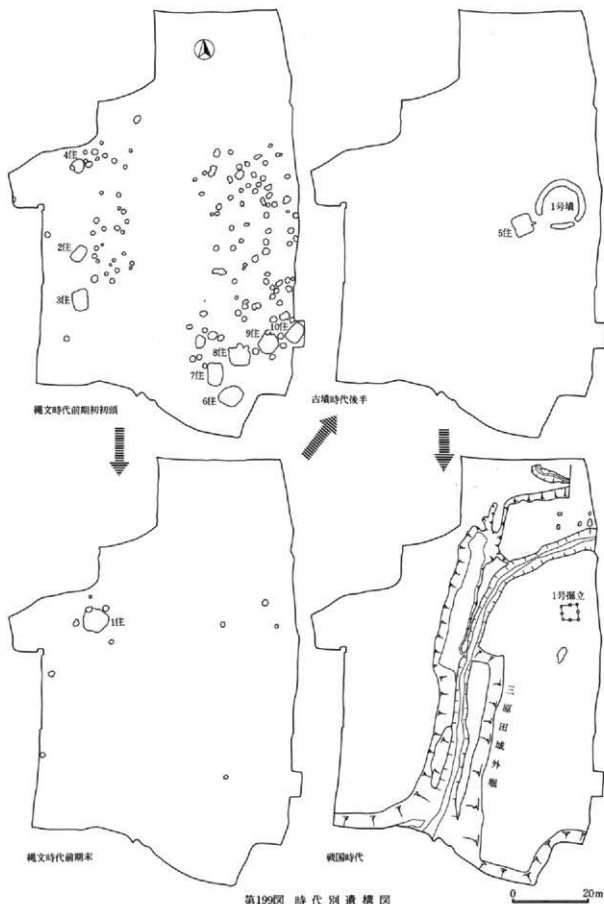 4住
2住
3住
10住
9住
8住
7住
6住
縄文時代前期初初頭
1号墳
5住
古墳時代後半
1住
縄文時代前期末
1号掘立
三原田城外堀
戦国時代
第199図 時代別遺構図
0 20m